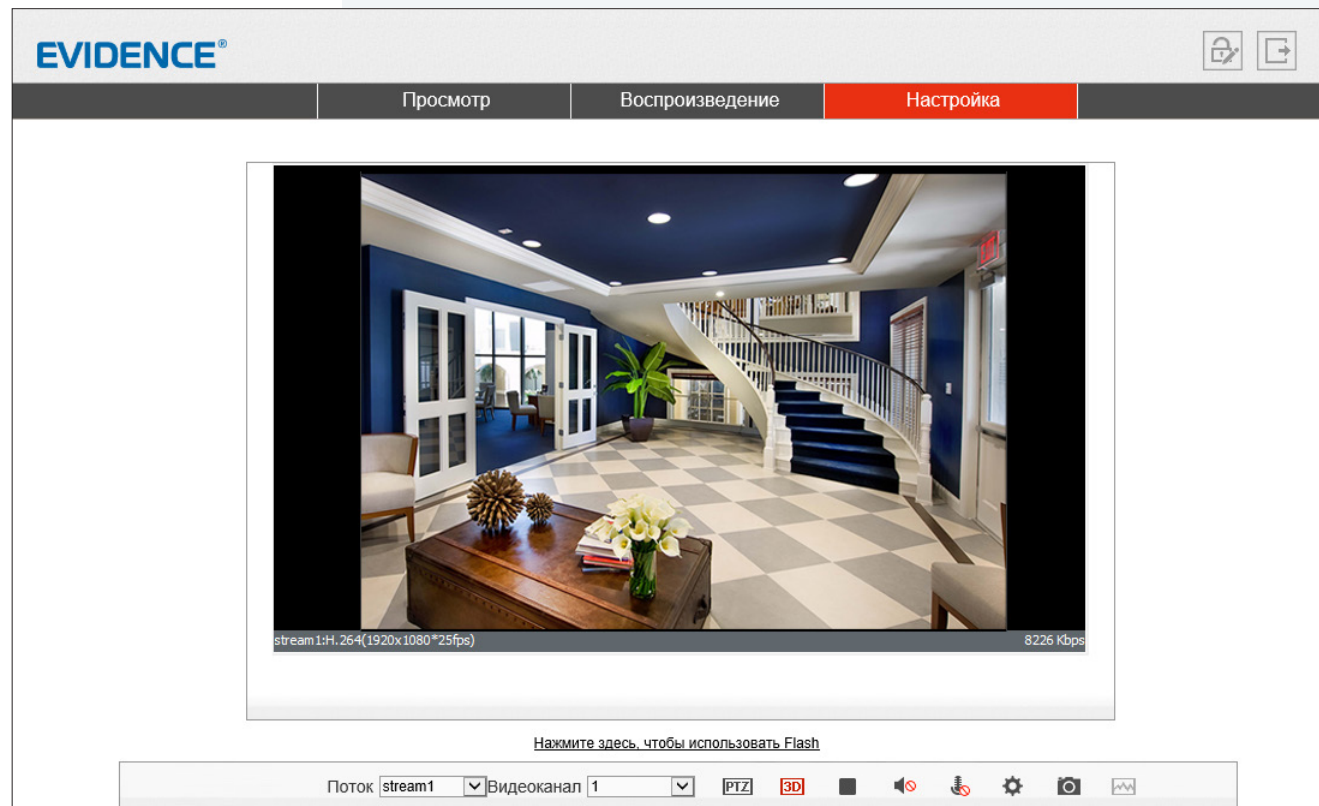 EVIDENCE®
Просмотр Воспроизведение Настройка
EXIT
stream1:H.264(1920x1080*25fps) 8226 Kbps
Нажмите здесь, чтобы использовать Flash
Поток stream1 Видеоканал 1 PTZ 3D